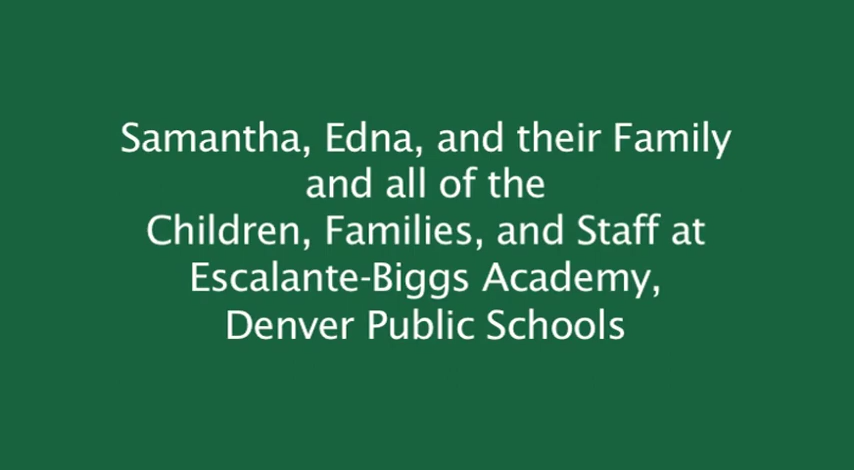 Samantha, Edna, and their Family
and all of the
Children, Families, and Staff at
Escalante-Biggs Academy,
Denver Public Schools